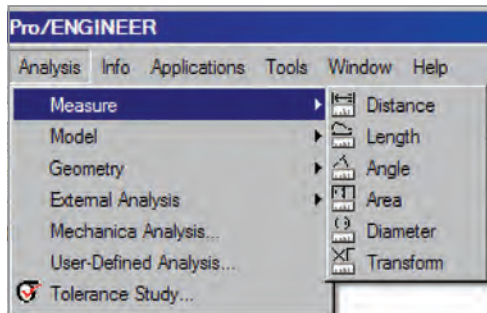 Pro/ENGINEER
Analysis Info Applications Tools Window Help
Measure
Model
Geometry
External Analysis
Mechanica Analysis...
User-Defined Analysis...
Tolerance Study...
Distance
Length
Angle
Area
Diameter
Transform